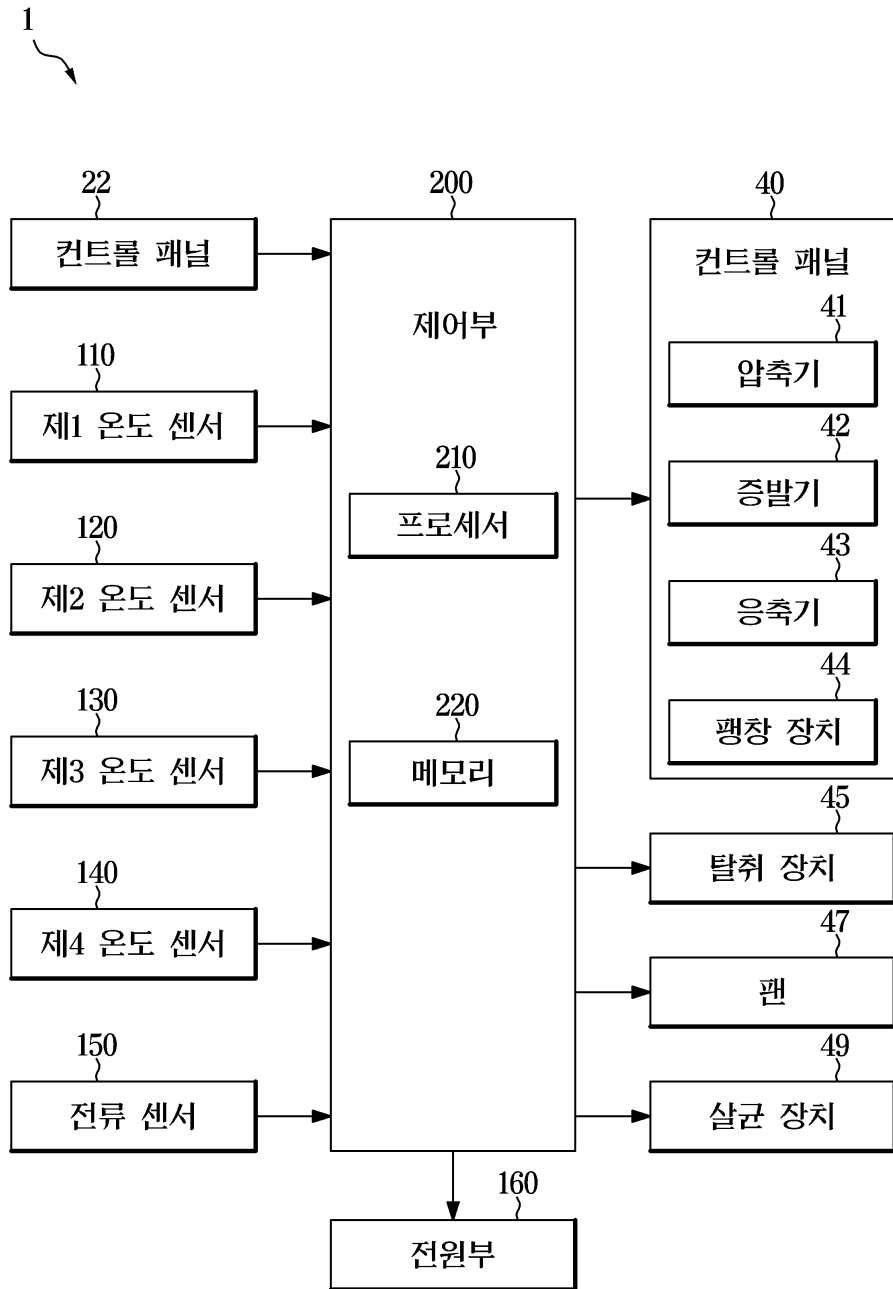 1
22
컨트롤 패널
110
제1 온도 센서
120
제2 온도 센서
130
제3 온도 센서
140
제4 온도 센서
150
전류 센서
200
제어부
210
프로세서
220
메모리
160
전원부
40
컨트롤 패널
41
압축기
42
증발기
43
응축기
44
팽창 장치
45
탈취 장치
47
팬
49
살균 장치